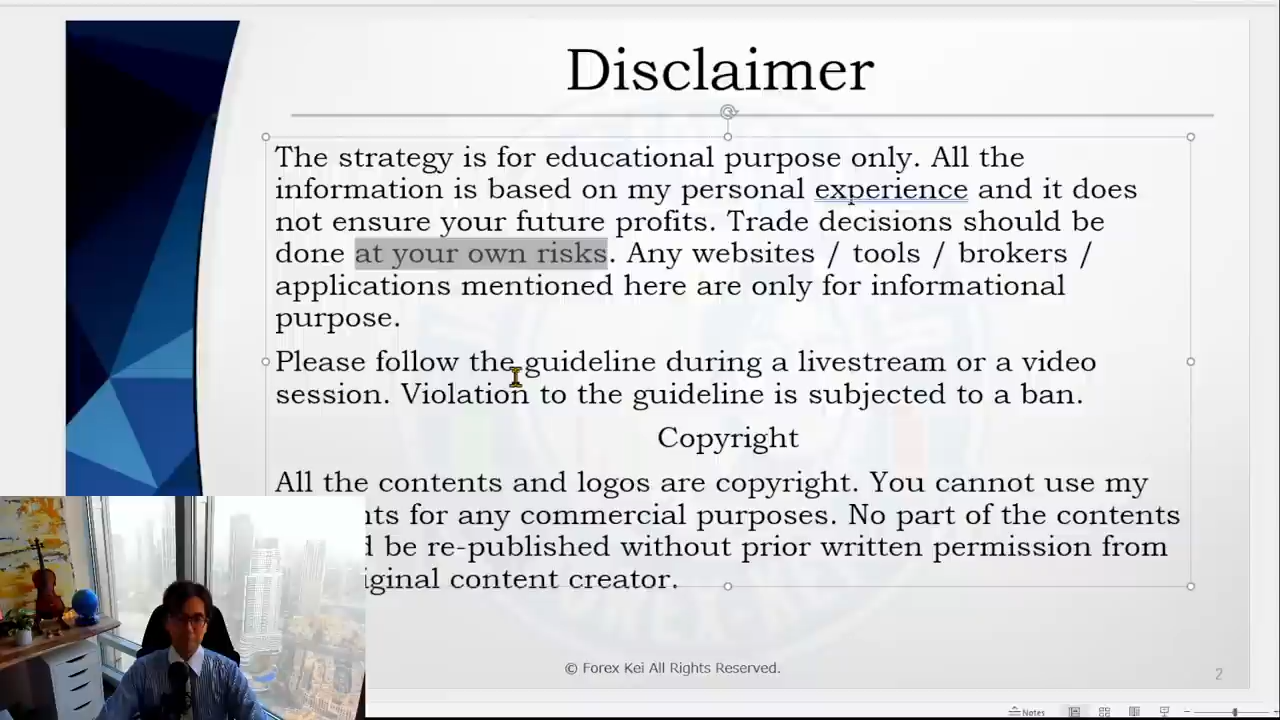 Disclaimer
The strategy is for educational purpose only. All the
information is based on my personal experience and it does
not ensure your future profits. Trade decisions should be
done at your own risks. Any websites / tools / brokers /
applications mentioned here are only for informational
purpose.
Please follow the guideline during a livestream or a video
session. Violation to the guideline is subjected to a ban.
Copyright
All the contents and logos are copyright. You cannot use my
for any commercial purposes. No part of the contents
be re-published without prior written permission from
content creator.
© Forex Kei All Rights Reserved.
2
Notes